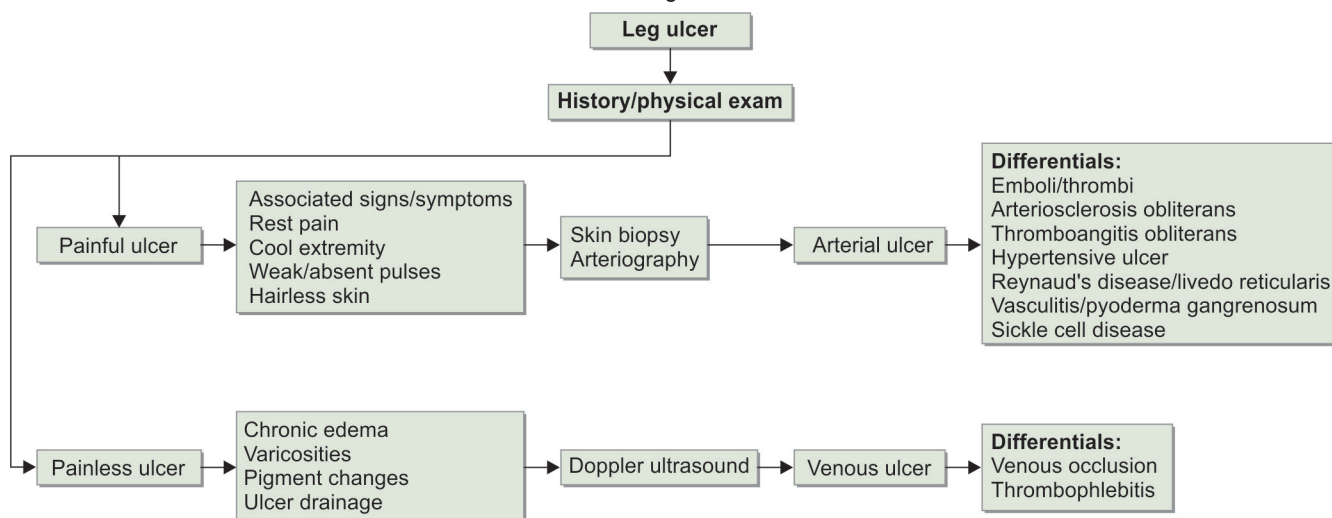 Leg ulcer
History/physical exam
Painful ulcer
Associated signs/symptoms
Rest pain
Cool extremity
Weak/absent pulses
Hairless skin
Skin biopsy
Arteriography
Arterial ulcer
Differentials:
Emboli/thrombi
Arteriosclerosis obliterans
Thromboangitis obliterans
Hypertensive ulcer
Reynaud's disease/livedo reticularis
Vasculitis/pyoderma gangrenosum
Sickle cell disease
Painless ulcer
Chronic edema
Varicosities
Pigment changes
Ulcer drainage
Doppler ultrasound
Venous ulcer
Differentials:
Venous occlusion
Thrombophlebitis